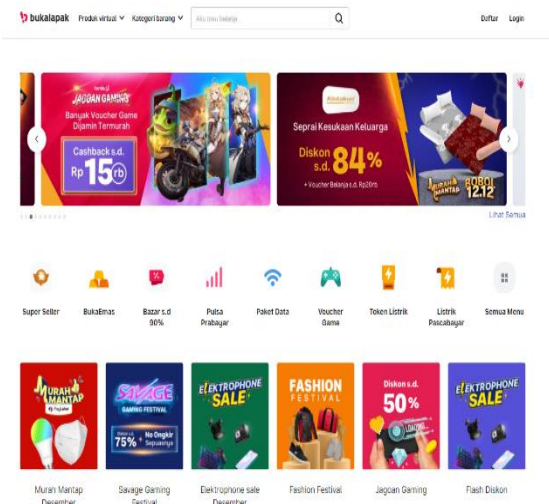 bukalapak Produk virtual Kategori barang Aku mau belanja Daftar Login
JAGOAN GAMING
Banyak Voucher Game
Dijamin Termurah
Cashback s.d.
Rp 15rb
Seprai Kesukaan Keluarga
Diskon
s.d. 84%
+ Voucher Belanja s.d. Rp20rb
MURAH MANTAP
12.12
Lihat Semua
Super Seller
BukaEmas
Bazar s.d
90%
Pulsa
Prabayar
Paket Data
Voucher
Game
Token Listrik
Listrik
Pascabayar
Semua Menu
MURAH
MANTAP
SAVAGE
GAMING FESTIVAL
75%
No Ongkir
Sepuasnya
ELEKTROPHONE
SALE
FASHION
FESTIVAL
Diskon s.d.
50%
LOADING
ELEKTROPHONE
SALE
Murah Mantap
Desember
Savage Gaming
Festival
Elektrophone sale
Desember
Fashion Festival
Jagoan Gaming
Flash Diskon